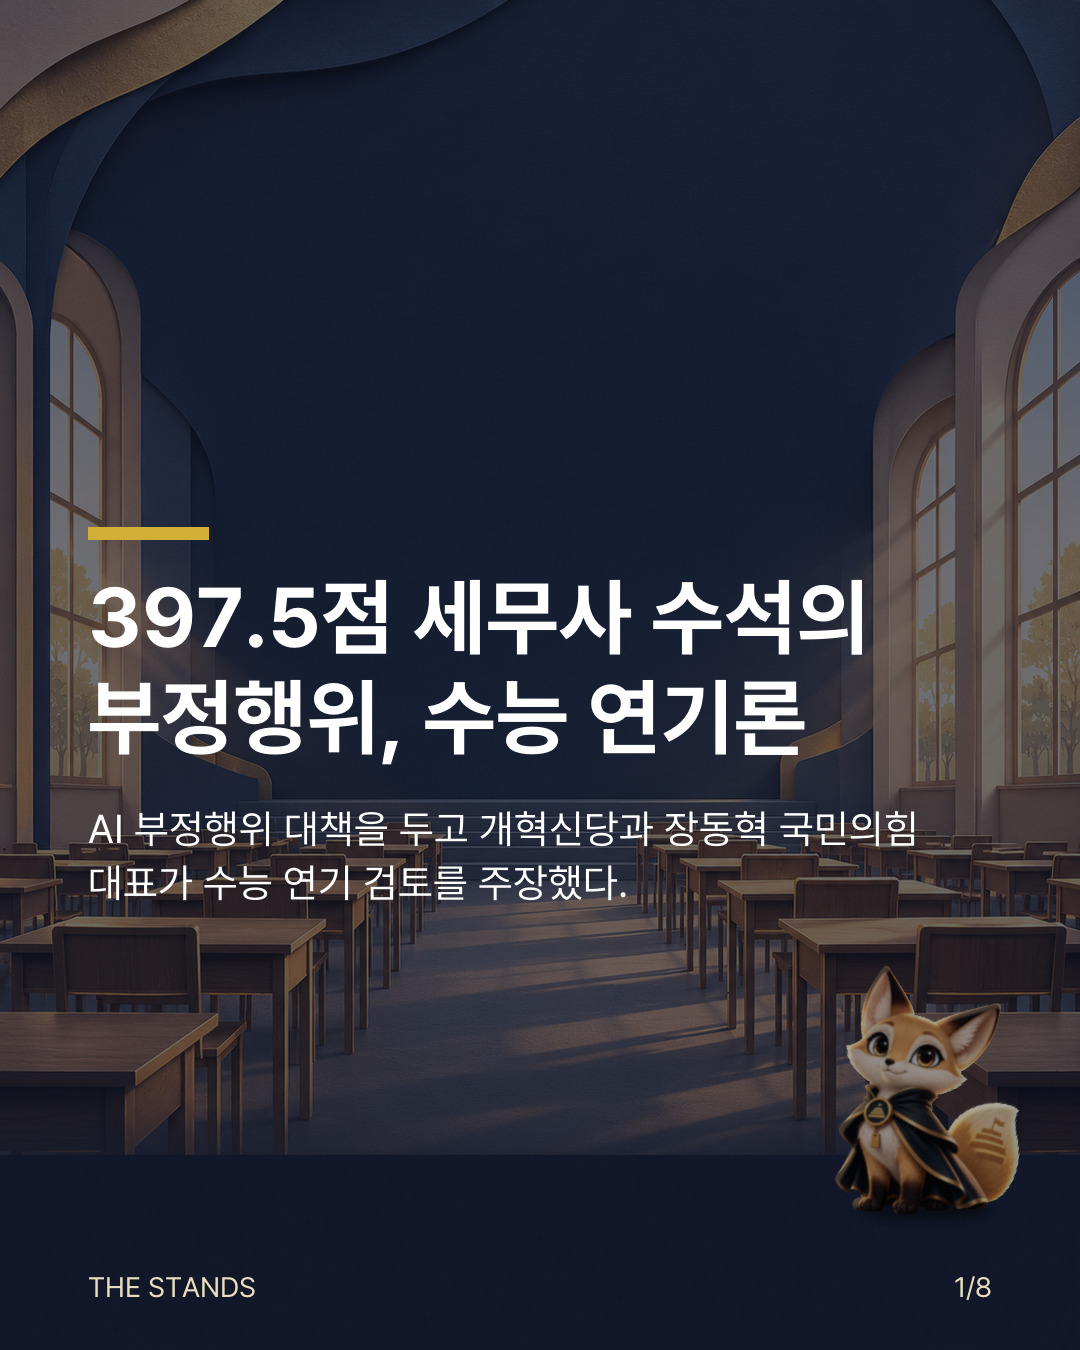 397.5점 세무사 수석의
부정행위, 수능 연기론
AI 부정행위 대책을 두고 개혁신당과 장동혁 국민의힘
대표가 수능 연기 검토를 주장했다.
THE STANDS
1/8